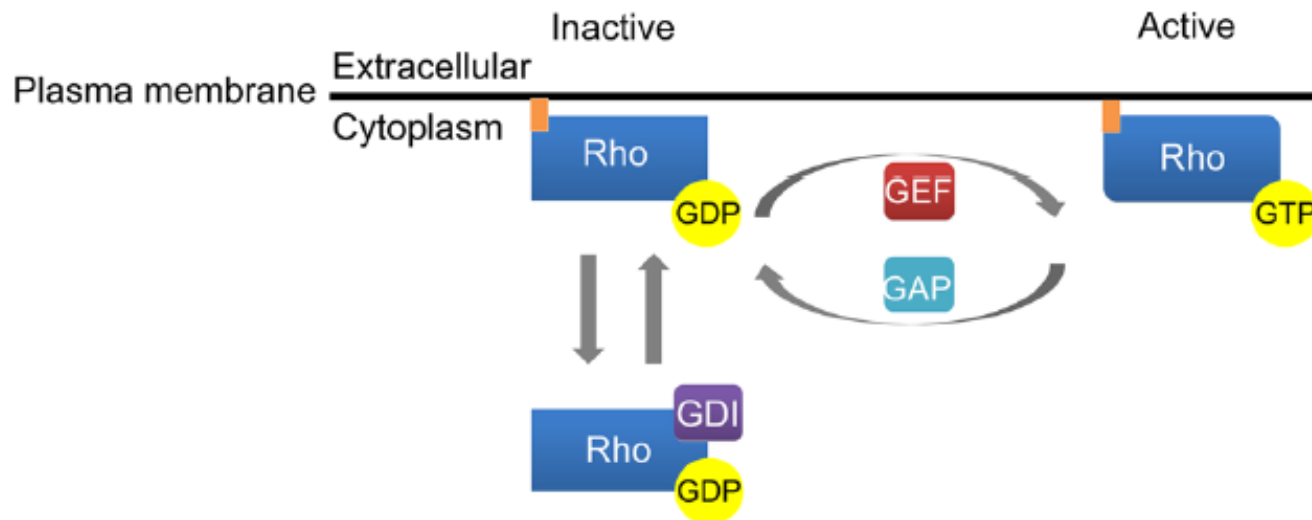 Inactive
Active
Extracellular
Plasma membrane
Cytoplasm
Rho
GDP
GEF
Rho
GTP
GAP
GDI
Rho
GDP